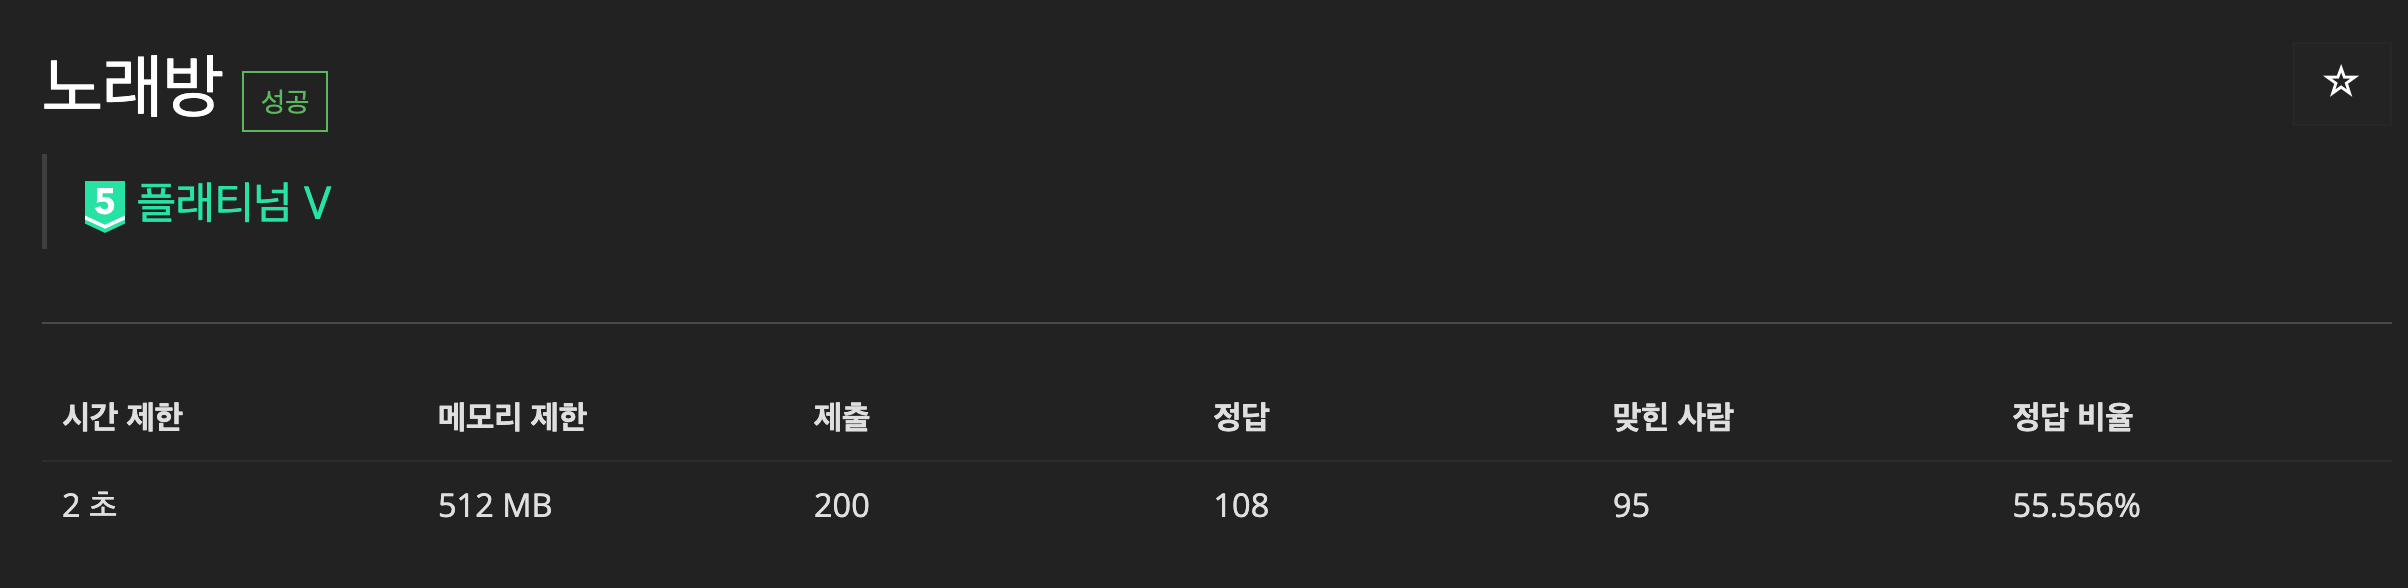 노래방 성공
5 플래티넘 V
시간 제한 메모리 제한 제출 정답 맞힌 사람 정답 비율
2 초 512 MB 200 108 95 55.556%